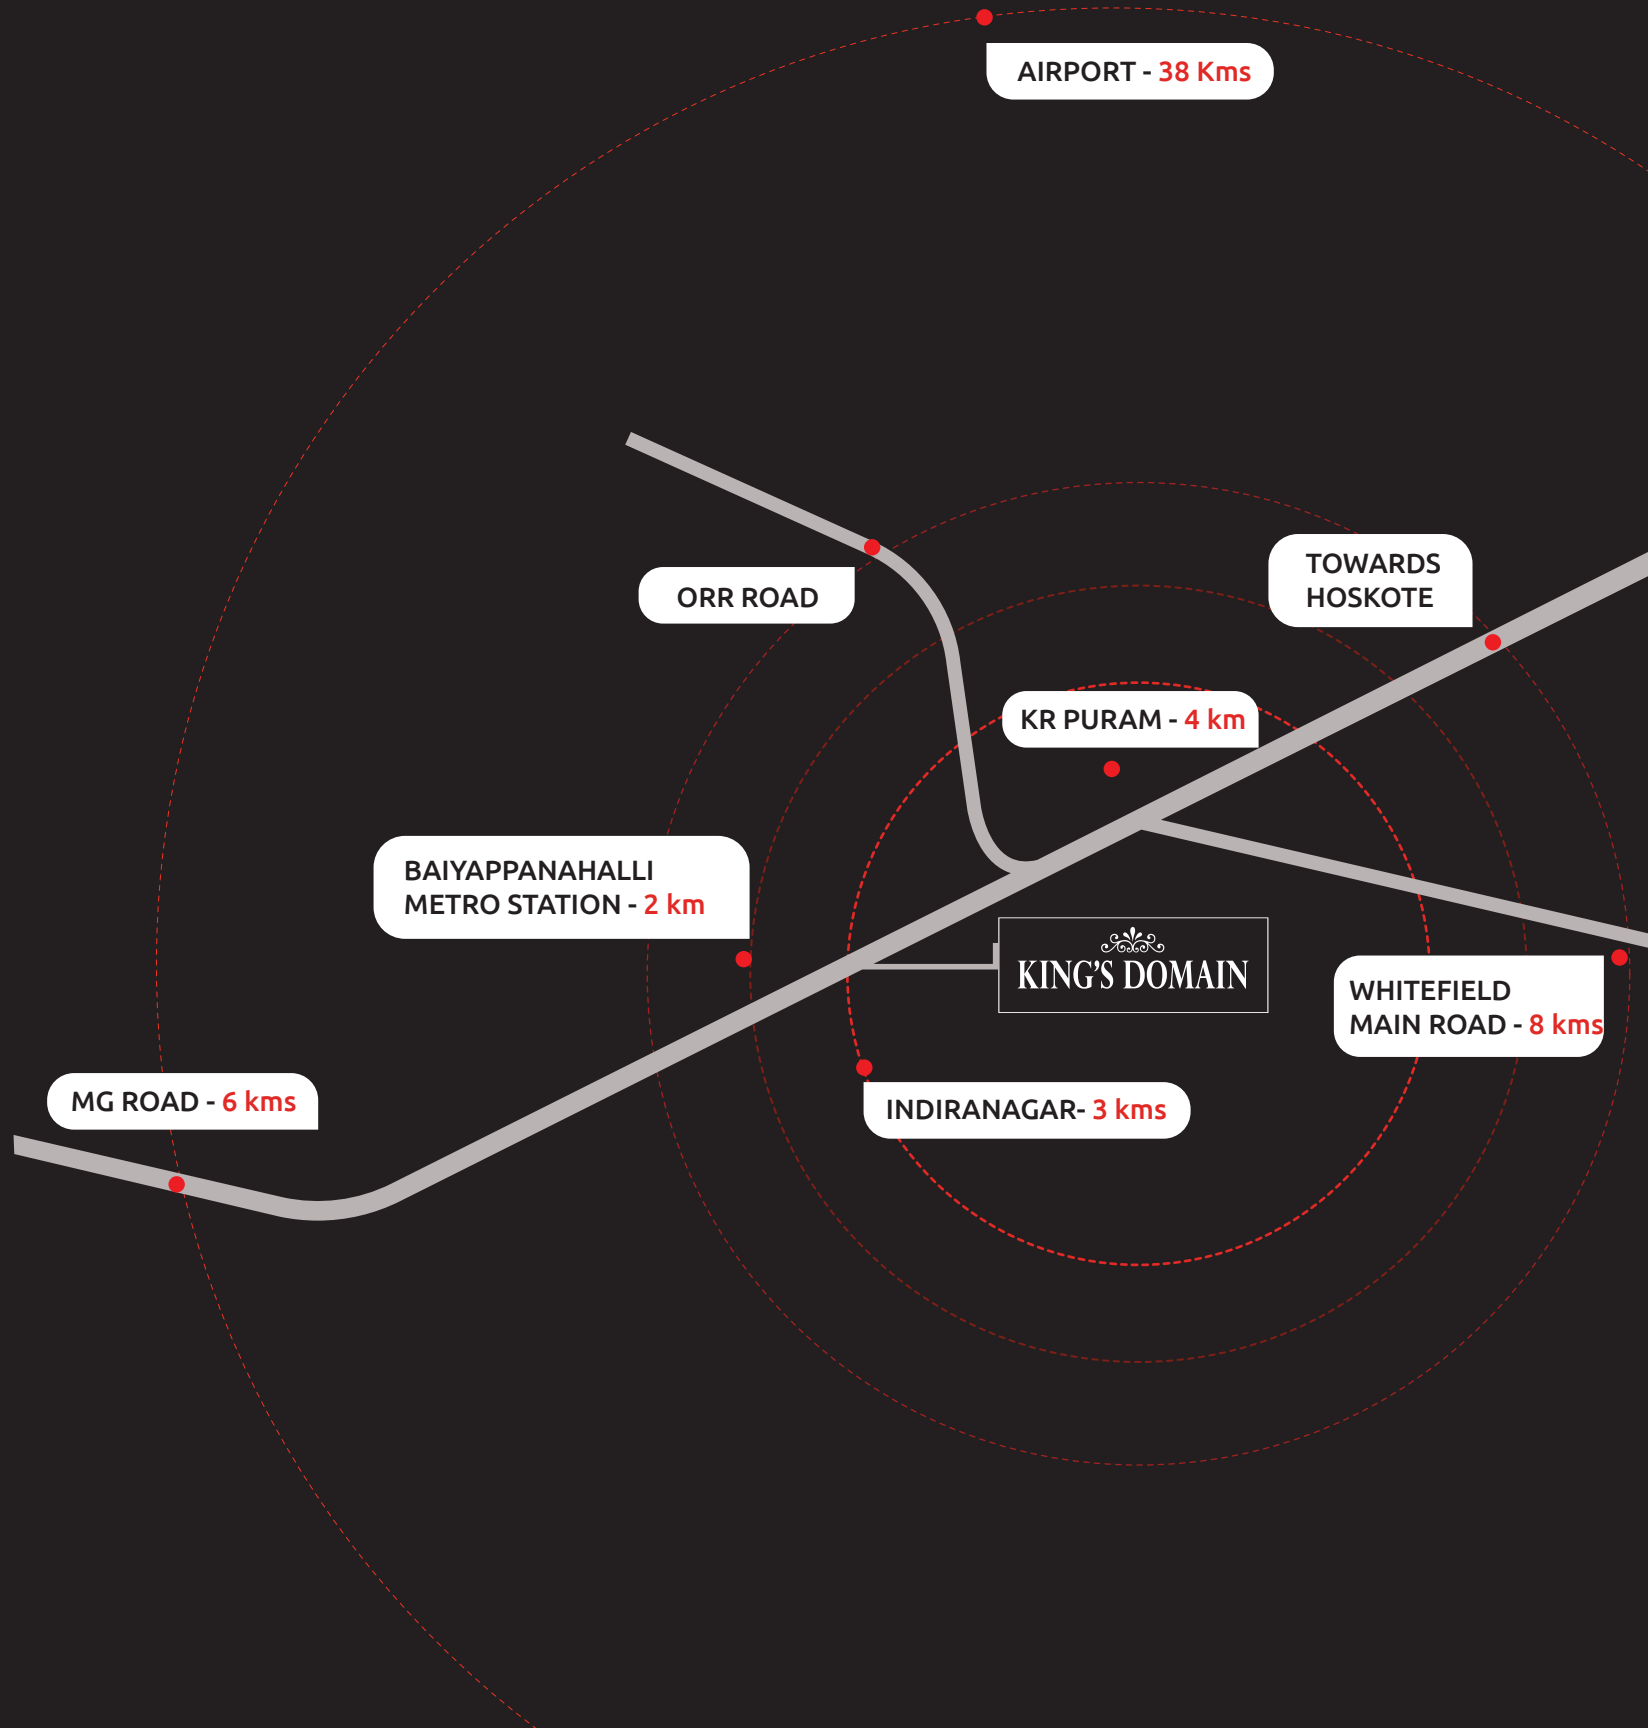 AIRPORT - 38 Kms
TOWARDS
HOSKOTE
ORR ROAD
KR PURAM - 4 km
BAIYAPPANAHALLI
METRO STATION - 2 km
KING'S DOMAIN
WHITEFIELD
MAIN ROAD - 8 kms
MG ROAD - 6 kms
INDIRANAGAR- 3 kms